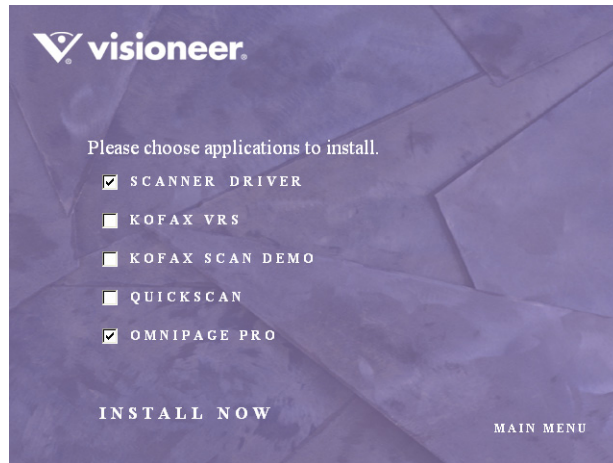 visioneer®
Please choose applications to install.
SCANNER DRIVER
KOFAX VRS
KOFAX SCAN DEMO
QUICKSCAN
OMNIPAGE PRO
INSTALL NOW
MAIN MENU